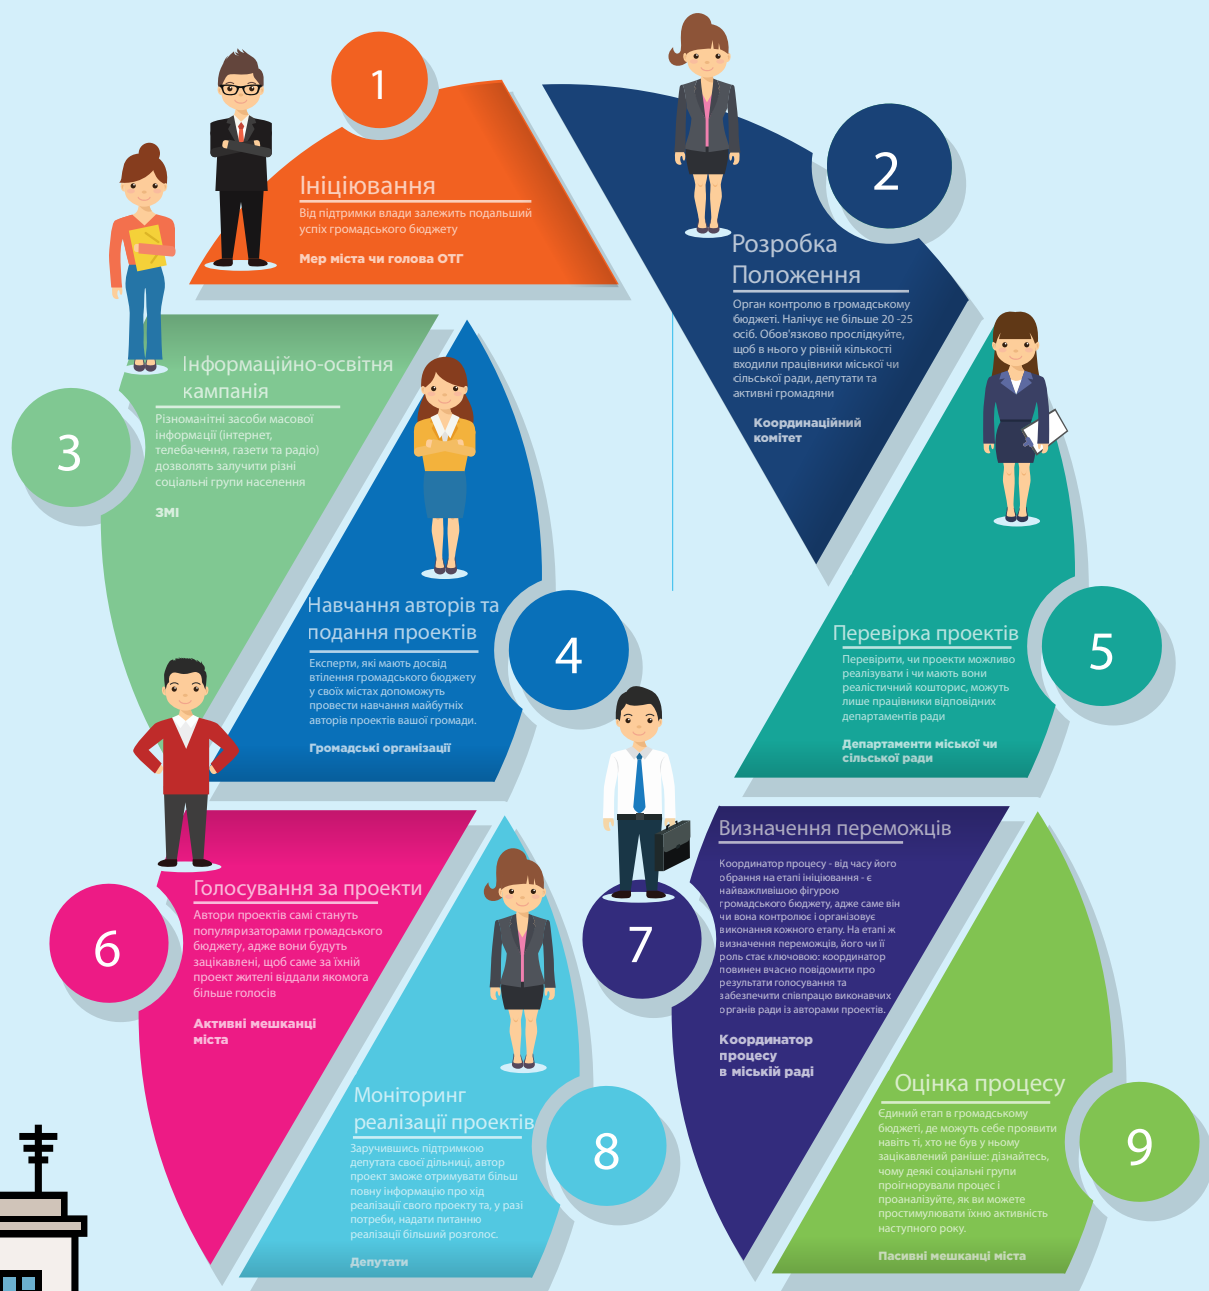 1
Ініціювання
Від підтримки влади залежить подальший
успіх громадського бюджету
Мер міста чи голова ОТГ
2
Розробка
Положення
Орган контролю в громадському
бюджеті. Налічує не більше 20 -25
осіб. Обов'язково прослідкуйте,
щоб в нього у рівній кількості
входили працівники міської чи
сільської ради, депутати та
активні громадяни
Координаційний
комітет
3
Інформаційно-освітня
кампанія
Різноманітні засоби масової
інформації (інтернет,
телебачення, газети та радіо)
дозволять залучити різні
соціальні групи населення
ЗМІ
4
Навчання авторів та
подання проектів
Експерти, які мають досвід
втілення громадського бюджету
у своїх містах допоможуть
провести навчання майбутніх
авторів проектів вашої громади.
Громадські організації
5
Перевірка проектів
Перевірити, чи проекти можливо
реалізувати і чи мають вони
реалістичний кошторис, можуть
лише працівники відповідних
департаментів ради
Департаменти міської чи
сільської ради
6
Голосування за проекти
Автори проектів самі стануть
популяризаторами громадського
бюджету, адже вони будуть
зацікавлені, щоб саме за їхній
проект жителі віддали якомога
більше голосів
Активні мешканці
міста
7
Визначення переможців
Координатор процесу - від часу його
обрання на етапі ініціювання - є
найважливішою фігурою
громадського бюджету, адже саме він
чи вона контролює і організовує
виконання кожного етапу. На етапі ж
визначення переможців, його чи її
роль стає ключовою: координатор
повинен вчасно повідомити про
результати голосування та
забезпечити співпрацю виконавчих
органів ради із авторами проектів.
Координатор
процесу
в міській раді
8
Моніторинг
реалізації проектів
Заручившись підтримкою
депутата своєї дільниці, автор
проект зможе отримувати більш
повну інформацію про хід
реалізації свого проекту та, у разі
потреби, надати питанню
реалізації більший розголос.
Депутати
9
Оцінка процесу
Єдиний етап в громадському
бюджеті, де можуть себе проявити
навіть ті, хто не був у ньому
зацікавлений раніше: дізнайтесь,
чому деякі соціальні групи
проігнорували процес і
проаналізуйте, як ви можете
простимулювати їхню активність
наступного року.
Пасивні мешканці міста